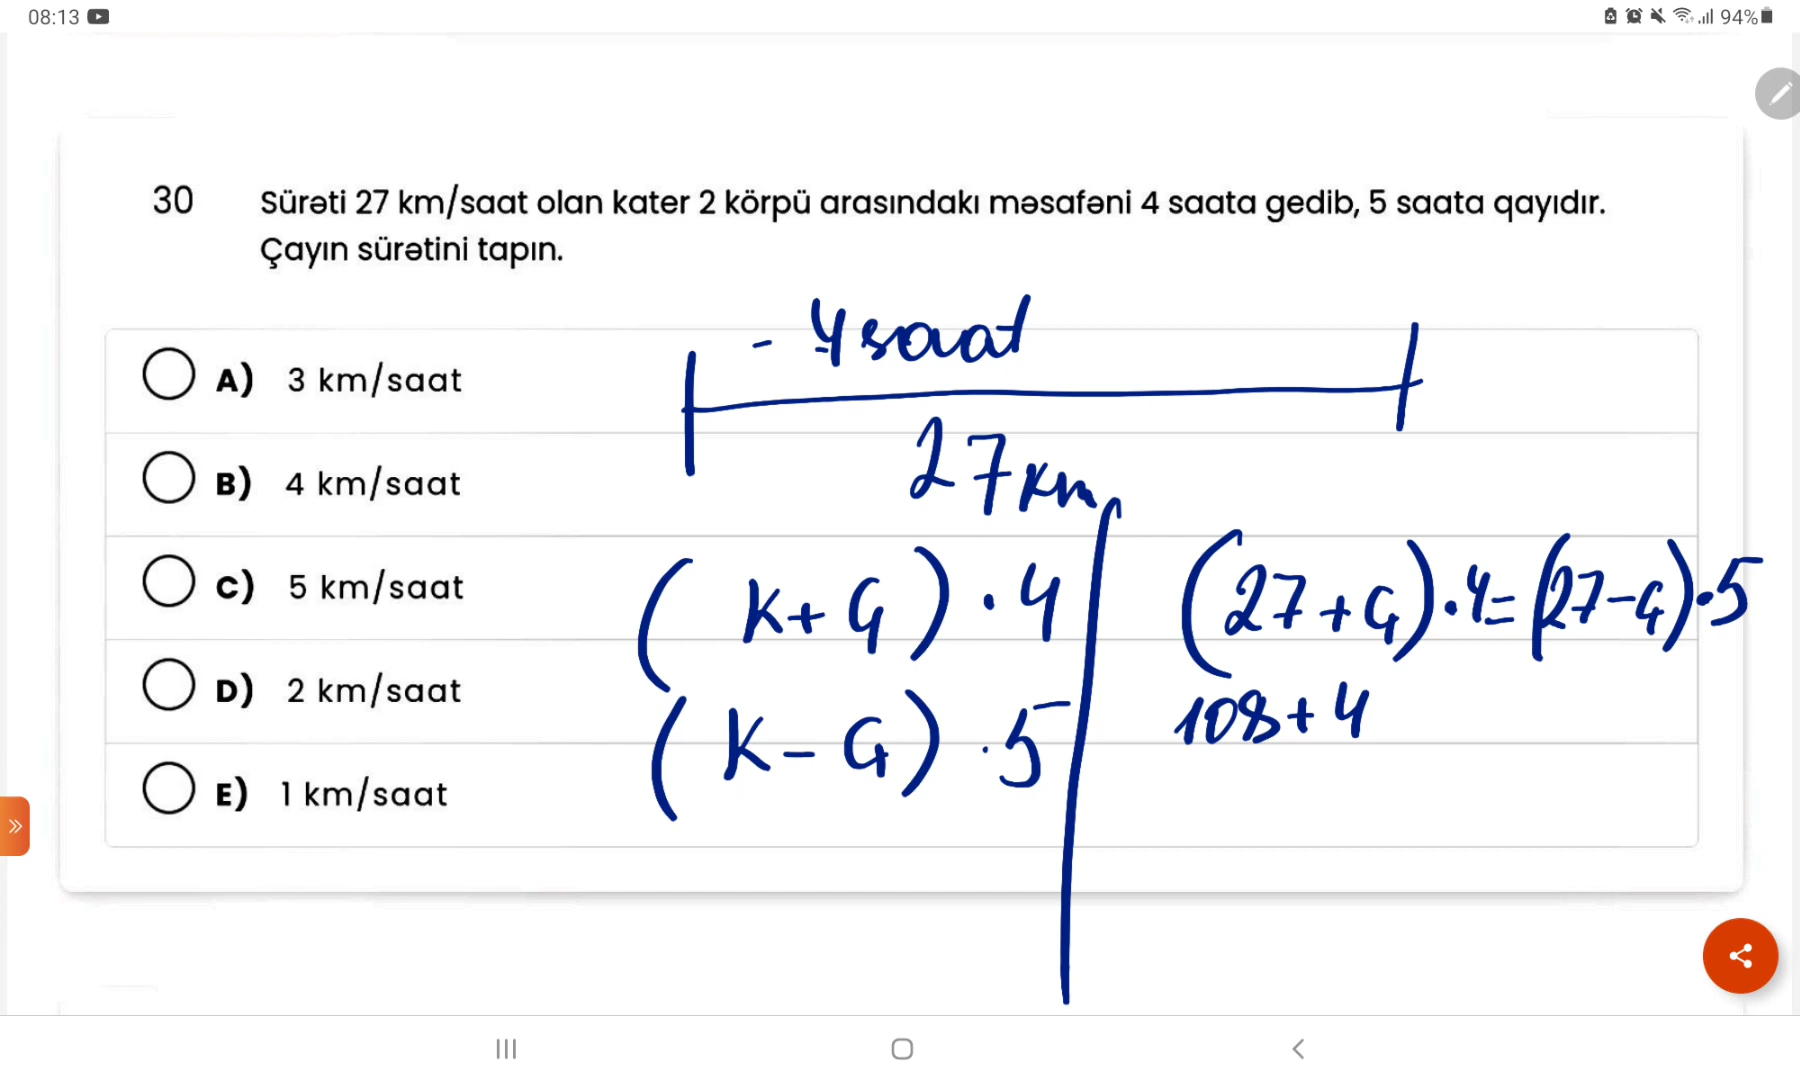 08:13
94%
30 Sürəti 27 km/saat olan kater 2 körpü arasındakı məsafəni 4 saata gedib, 5 saata qayıdır.
Çayın sürətini tapın.
- 4 saat
A) 3 km/saat
27 km
B) 4 km/saat
C) 5 km/saat
(K+Ç)·4
(27+Ç)·4=(27-Ç)·5
D) 2 km/saat
108+4
(K-Ç)·5
E) 1 km/saat